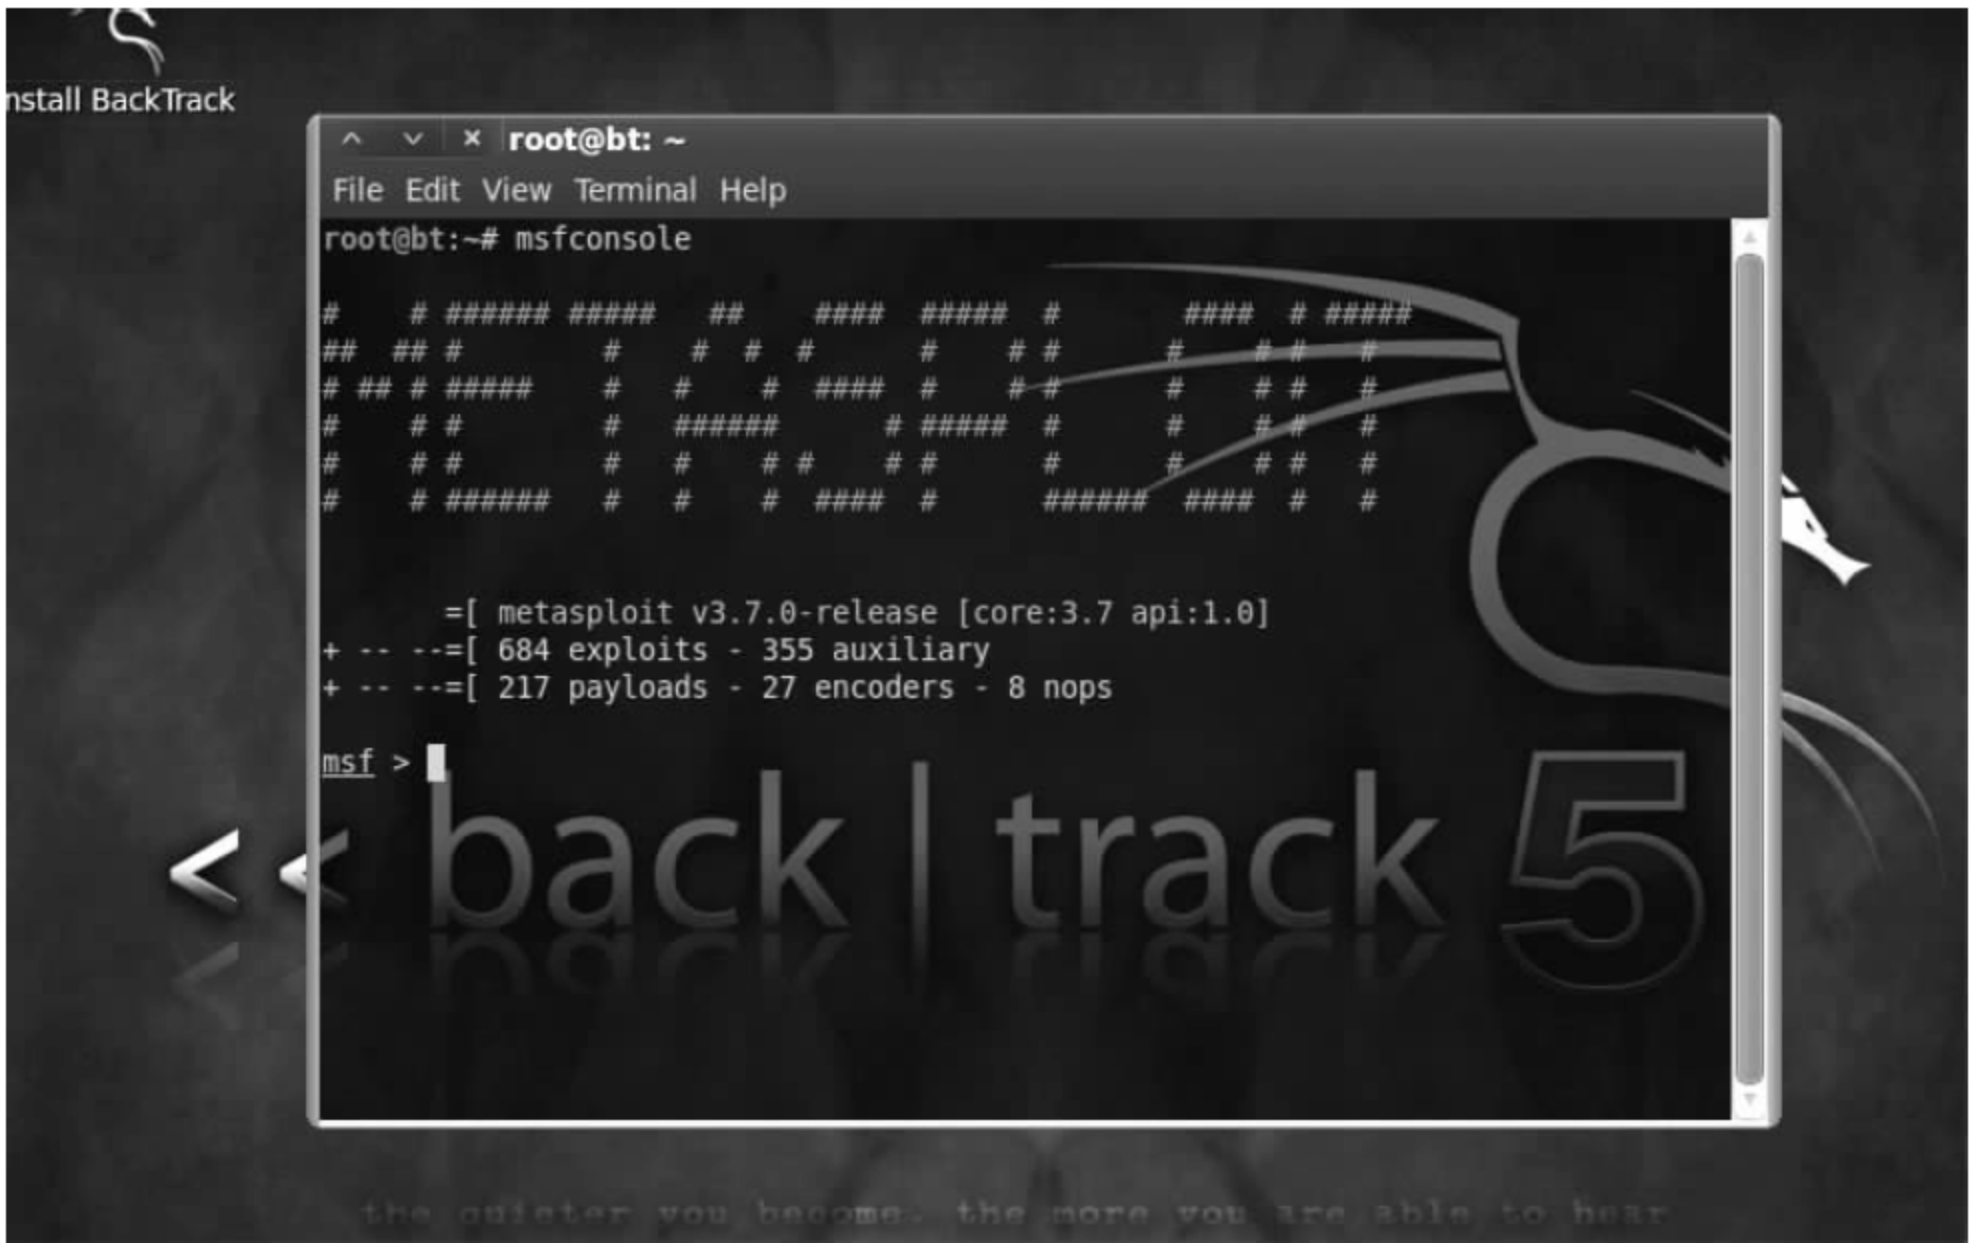 nstall BackTrack
root@bt: ~
File Edit View Terminal Help
root@bt:~# msfconsole
#    # ###### #####   ##    ####  ##### #       ####  # #####
##  ## #        #    #  # #      #    # #      #    # #   #
# ## # #####    #   #    #  #### #    # #      #    # #   #
#    # #        #   ######      # ##### #      #    # #   #
#    # #        #   #    # #    # #     #      #    # #   #
#    # ######   #   #    #  ####  #     ######  ####  #   #
=[ metasploit v3.7.0-release [core:3.7 api:1.0]
+ -- --=[ 684 exploits - 355 auxiliary
+ -- --=[ 217 payloads - 27 encoders - 8 nops
msf >
<< back | track 5
the quieter you become, the more you are able to hear